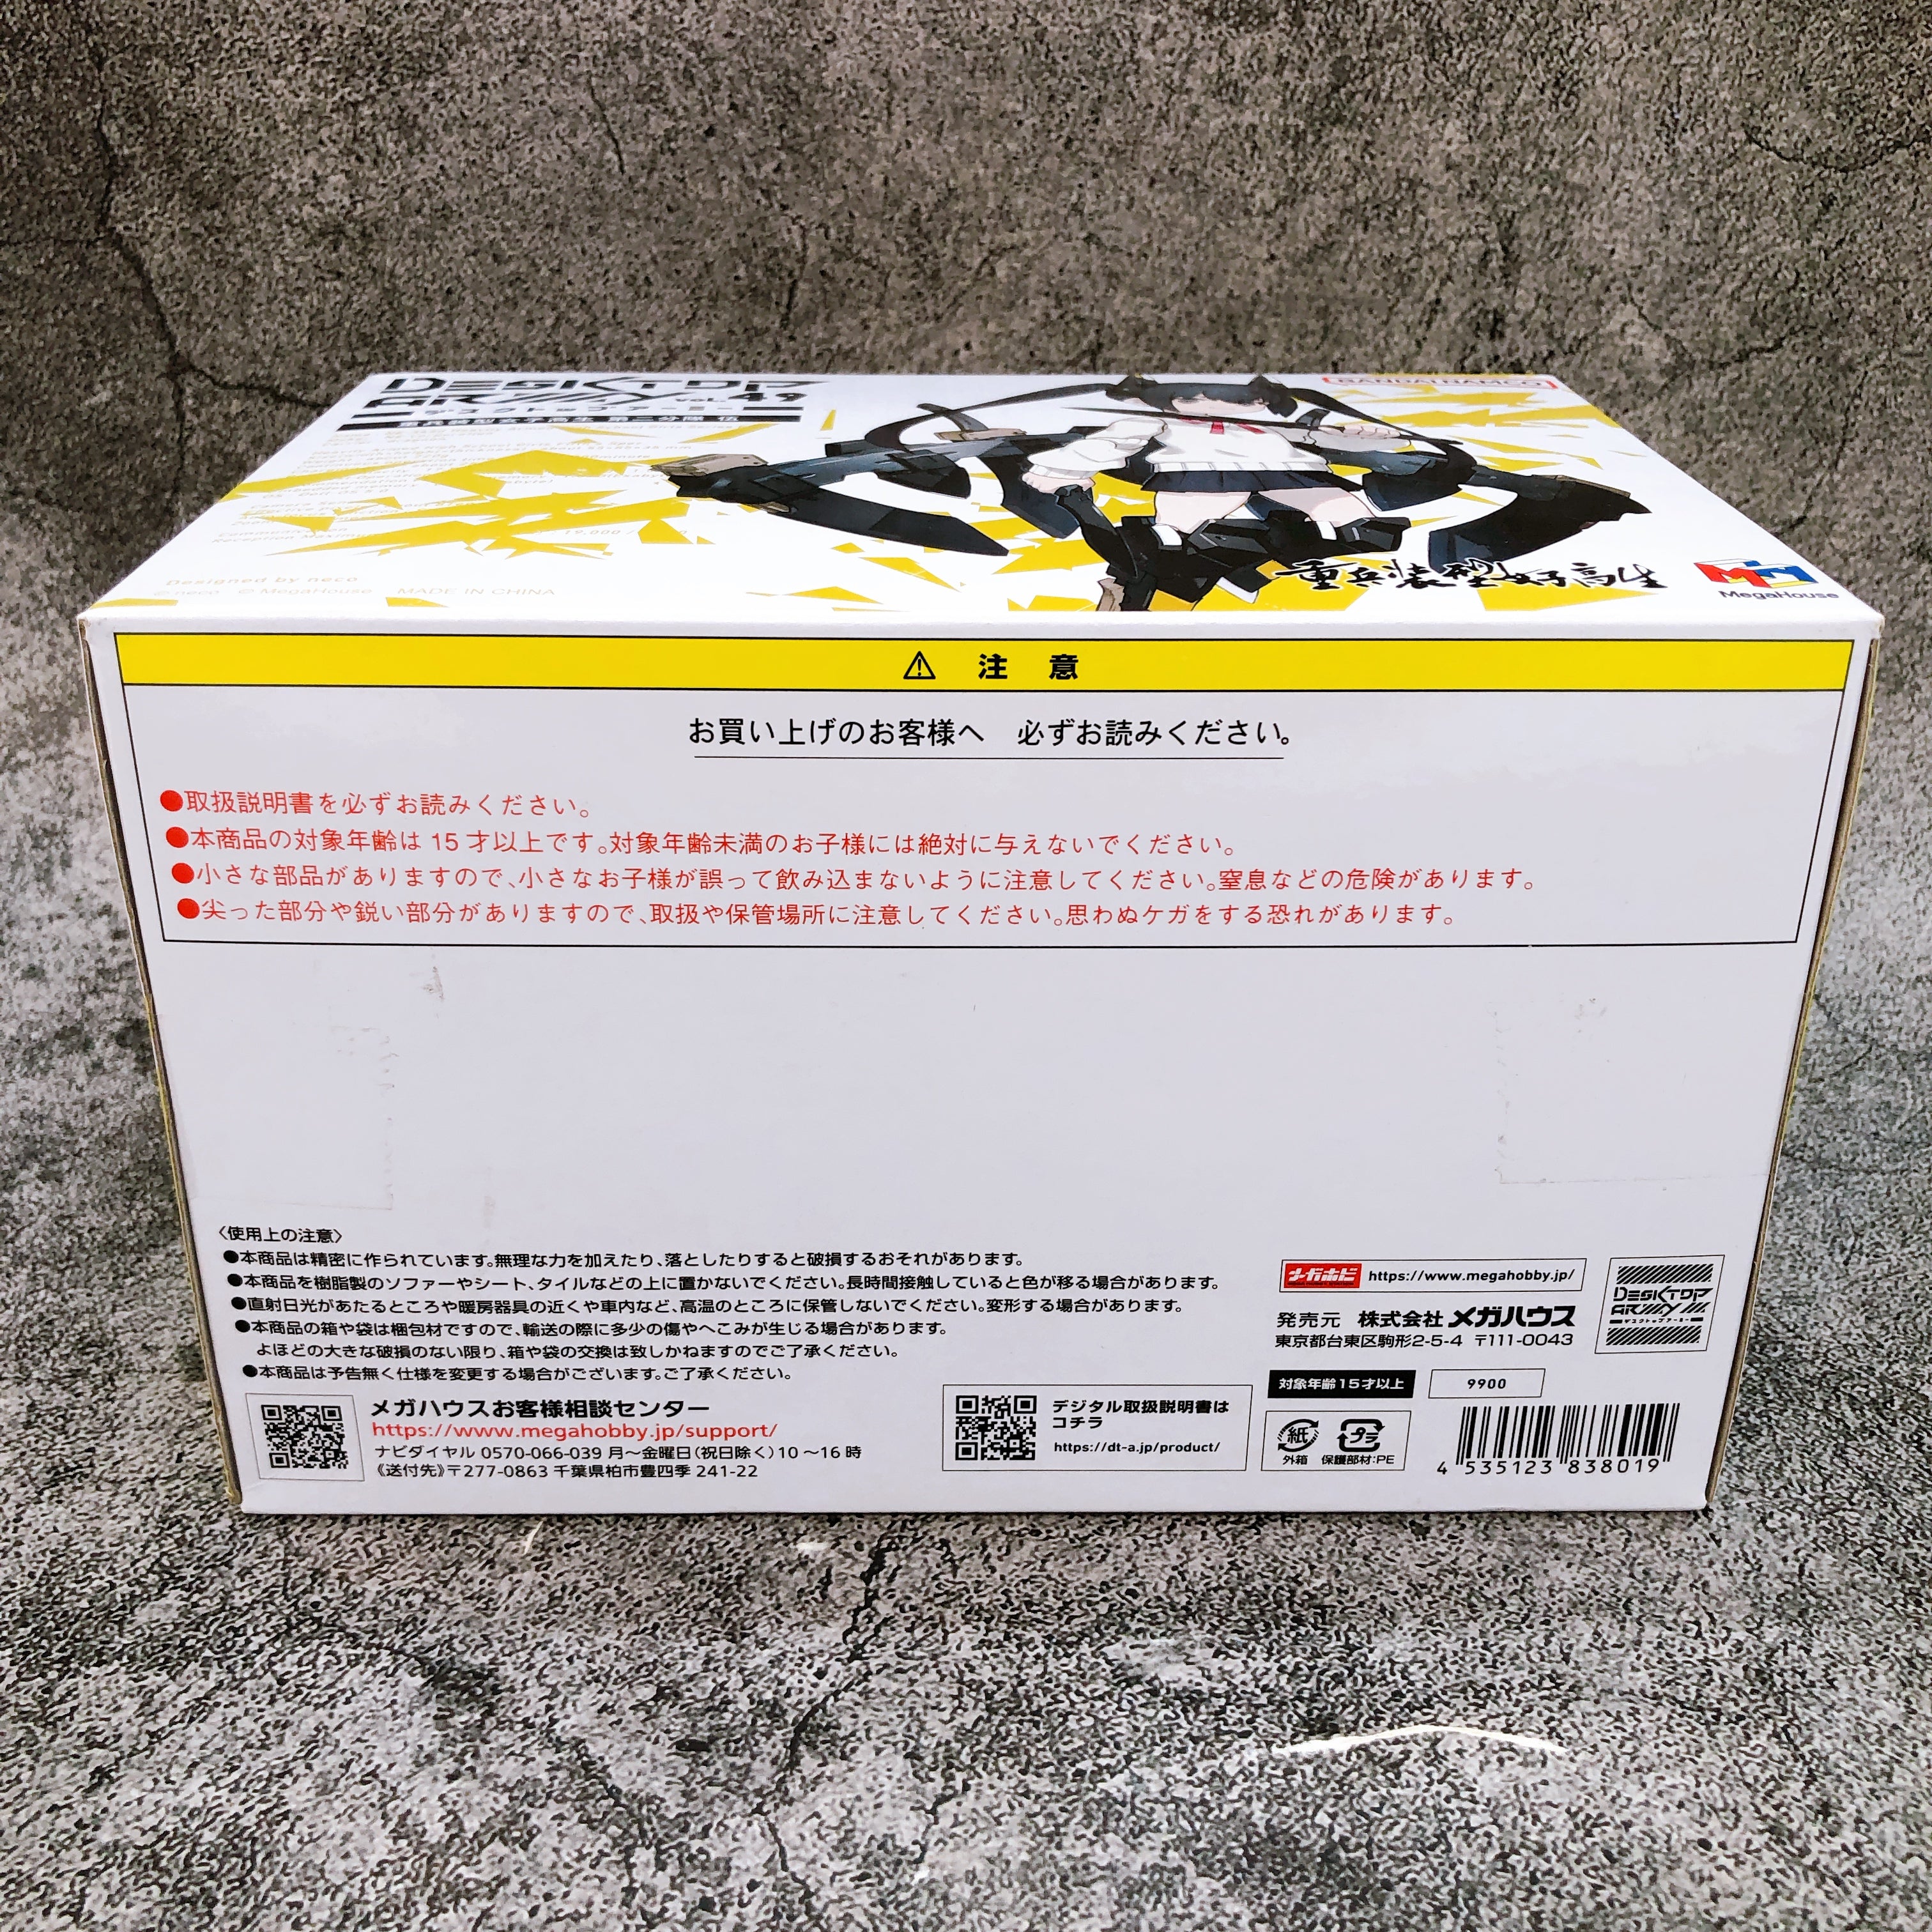 DESKTOP
ARMY vol.49
デスクトップアーミー
BANDAI NAMCO
19,000
Designed by neco
© neco © MegaHouse MADE IN CHINA
重兵装型女子高生
MegaHouse
⚠ 注 意
お買い上げのお客様へ 必ずお読みください。
●取扱説明書を必ずお読みください。
●本商品の対象年齢は 15 才以上です。対象年齢未満のお子様には絶対に与えないでください。
●小さな部品がありますので、小さなお子様が誤って飲み込まないように注意してください。窒息などの危険があります。
●尖った部分や鋭い部分がありますので、取扱や保管場所に注意してください。思わぬケガをする恐れがあります。
〈使用上の注意〉
●本商品は精密に作られています。無理な力を加えたり、落としたりすると破損するおそれがあります。
●本商品を樹脂製のソファーやシート、タイルなどの上に置かないでください。長時間接触していると色が移る場合があります。
●直射日光があたるところや暖房器具の近くや車内など、高温のところに保管しないでください。変形する場合があります。
●本商品の箱や袋は梱包材ですので、輸送の際に多少の傷やへこみが生じる場合があります。
よほどの大きな破損のない限り、箱や袋の交換は致しかねますのでご了承ください。
●本商品は予告無く仕様を変更する場合がございます。ご了承ください。
メガハウスお客様相談センター
https://www.megahobby.jp/support/
ナビダイヤル 0570-066-039 月〜金曜日(祝日除く)10 〜16 時
《送付先》〒277-0863 千葉県柏市豊四季 241-22
デジタル取扱説明書は
コチラ
https://dt-a.jp/product/
メガホビ https://www.megahobby.jp/
発売元 株式会社 メガハウス
東京都台東区駒形2-5-4 〒111-0043
DESKTOP
ARMY
デスクトップアーミー
対象年齢15才以上
9900
紙 プラ
外箱 保護部材:PE
4 535123 838019